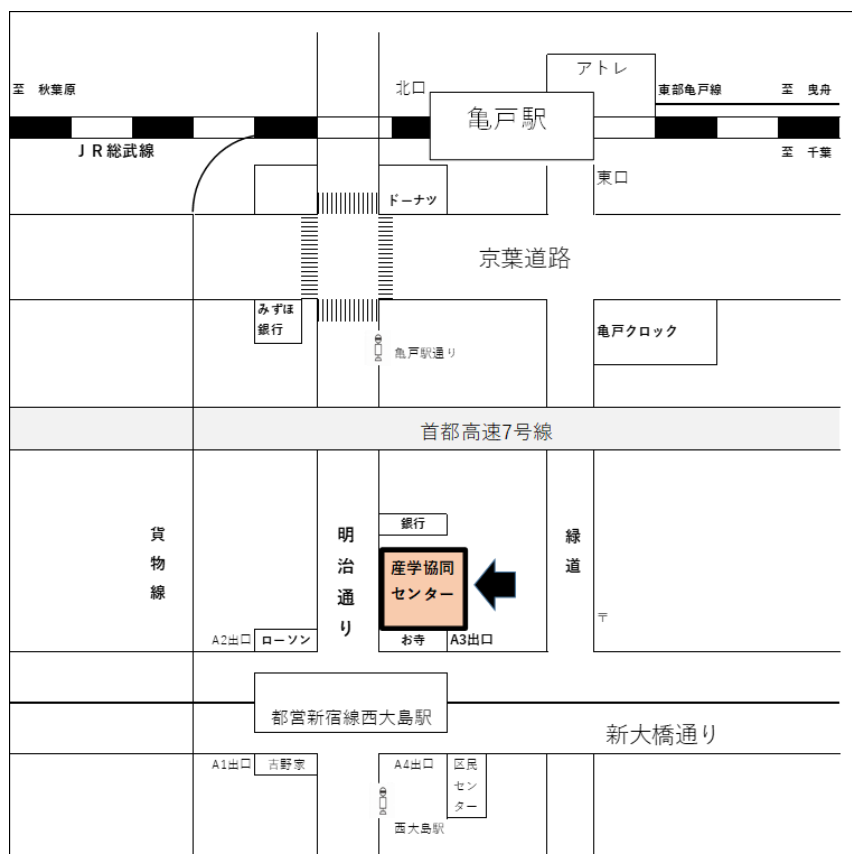 アトレ
至 秋葉原
北口
東部亀戸線
至 曳舟
亀戸駅
ＪＲ総武線
至 千葉
東口
ドーナツ
京葉道路
みずほ
銀行
亀戸クロック
亀戸駅通り
首都高速7号線
貨物線
明治通り
銀行
緑道
産学協同
センター
〒
A2出口
ローソン
お寺
A3出口
都営新宿線西大島駅
新大橋通り
A1出口
吉野家
A4出口
区民
セン
ター
西大島駅